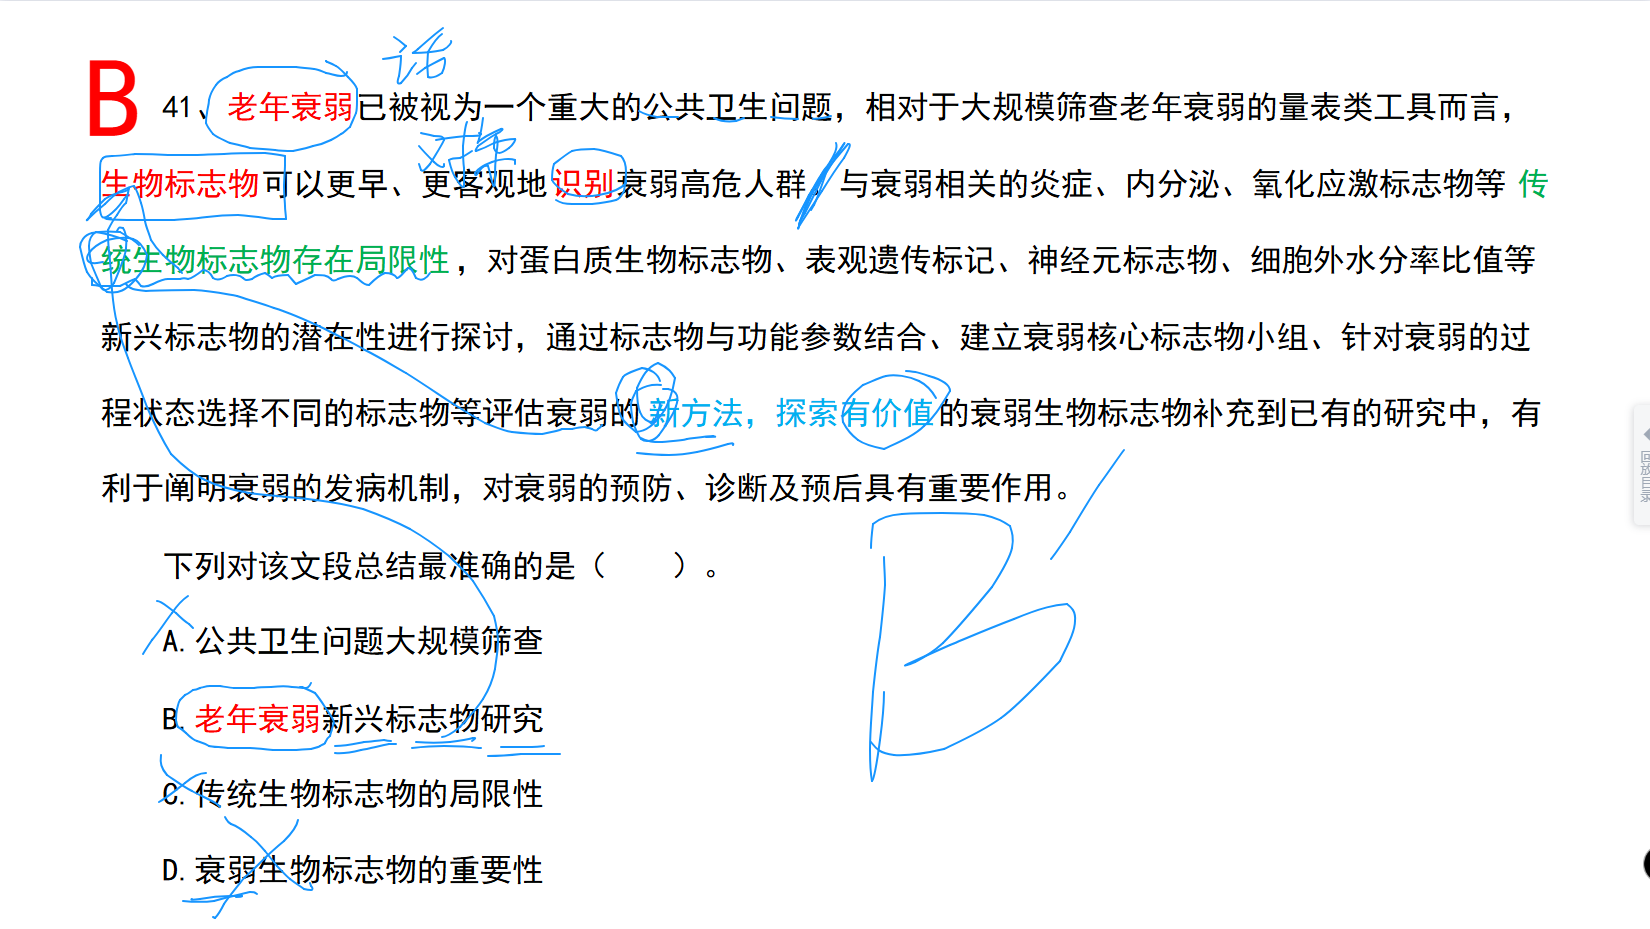 话
B 41、老年衰弱已被视为一个重大的公共卫生问题，相对于大规模筛查老年衰弱的量表类工具而言，
对象
生物标志物可以更早、更客观地识别衰弱高危人群，与衰弱相关的炎症、内分泌、氧化应激标志物等 传
统生物标志物存在局限性，对蛋白质生物标志物、表观遗传标记、神经元标志物、细胞外水分率比值等
新兴标志物的潜在性进行探讨，通过标志物与功能参数结合、建立衰弱核心标志物小组、针对衰弱的过
程状态选择不同的标志物等评估衰弱的 新方法，探索有价值的衰弱生物标志物补充到已有的研究中，有
利于阐明衰弱的发病机制，对衰弱的预防、诊断及预后具有重要作用。
下列对该文段总结最准确的是（    ）。
A.公共卫生问题大规模筛查
B.老年衰弱新兴标志物研究
C.传统生物标志物的局限性
D.衰弱生物标志物的重要性
B
回放目录